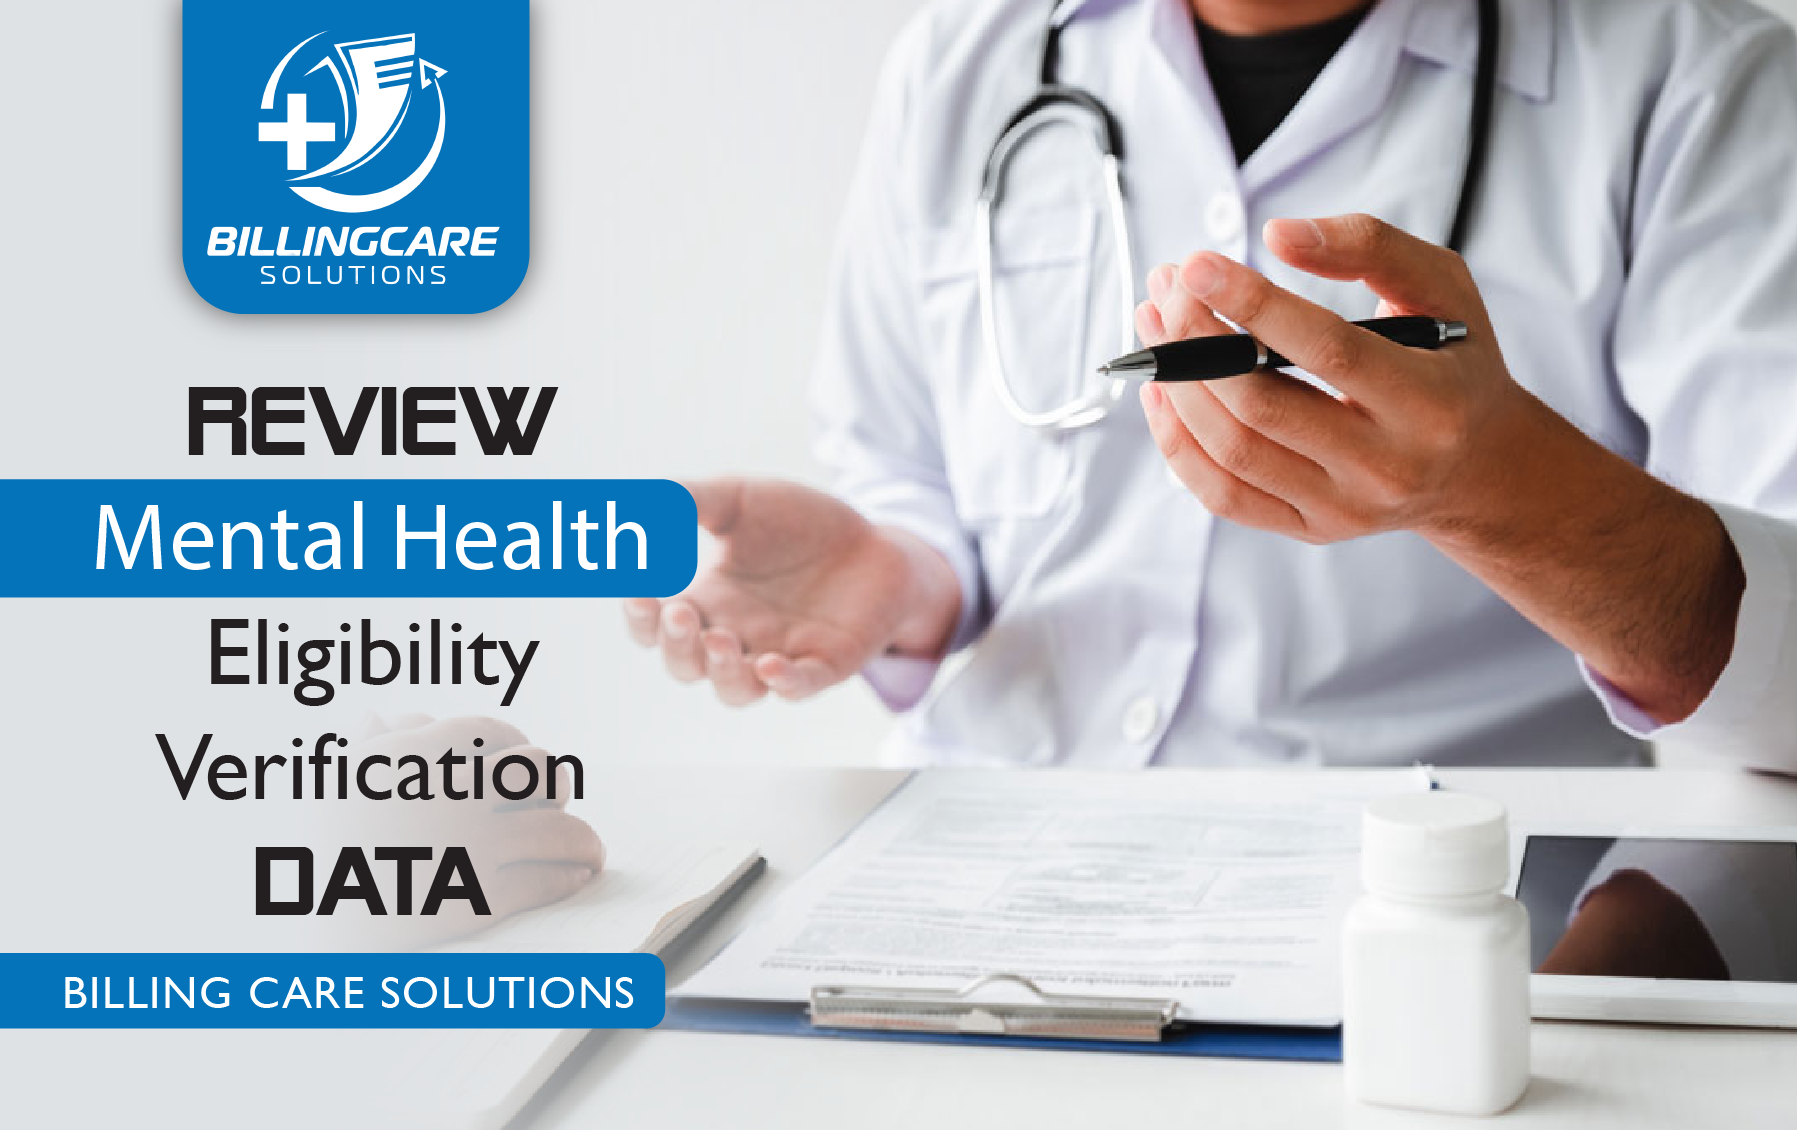 BILLINGCARE
SOLUTIONS
REVIEW
Mental Health
Eligibility
Verification
DATA
BILLING CARE SOLUTIONS